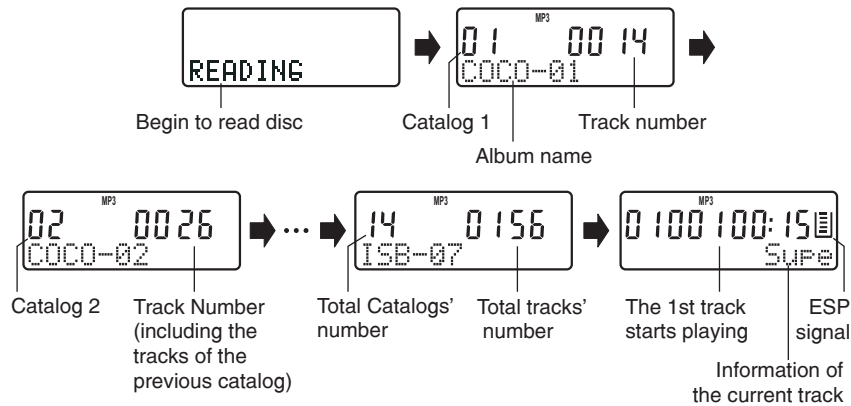 READING
Begin to read disc
MP3
01 0014
COCO-01
Catalog 1
Track number
Album name
MP3
02 0026
COCO-02
Catalog 2
Track Number
(including the
tracks of the
previous catalog)
...
MP3
14 0156
ISB-07
Total Catalogs'
number
Total tracks'
number
MP3
0100100:15
Supe
The 1st track
starts playing
ESP
signal
Information of
the current track